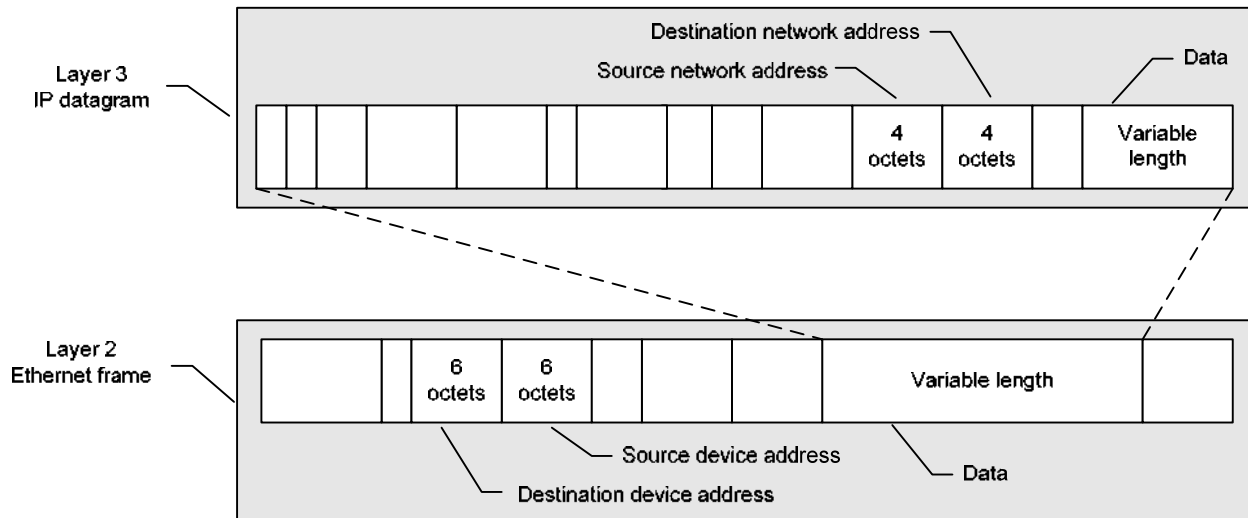 Destination network address
Source network address
Data
Layer 3
IP datagram
4
octets
4
octets
Variable
length
Layer 2
Ethernet frame
6
octets
6
octets
Variable length
Source device address
Data
Destination device address